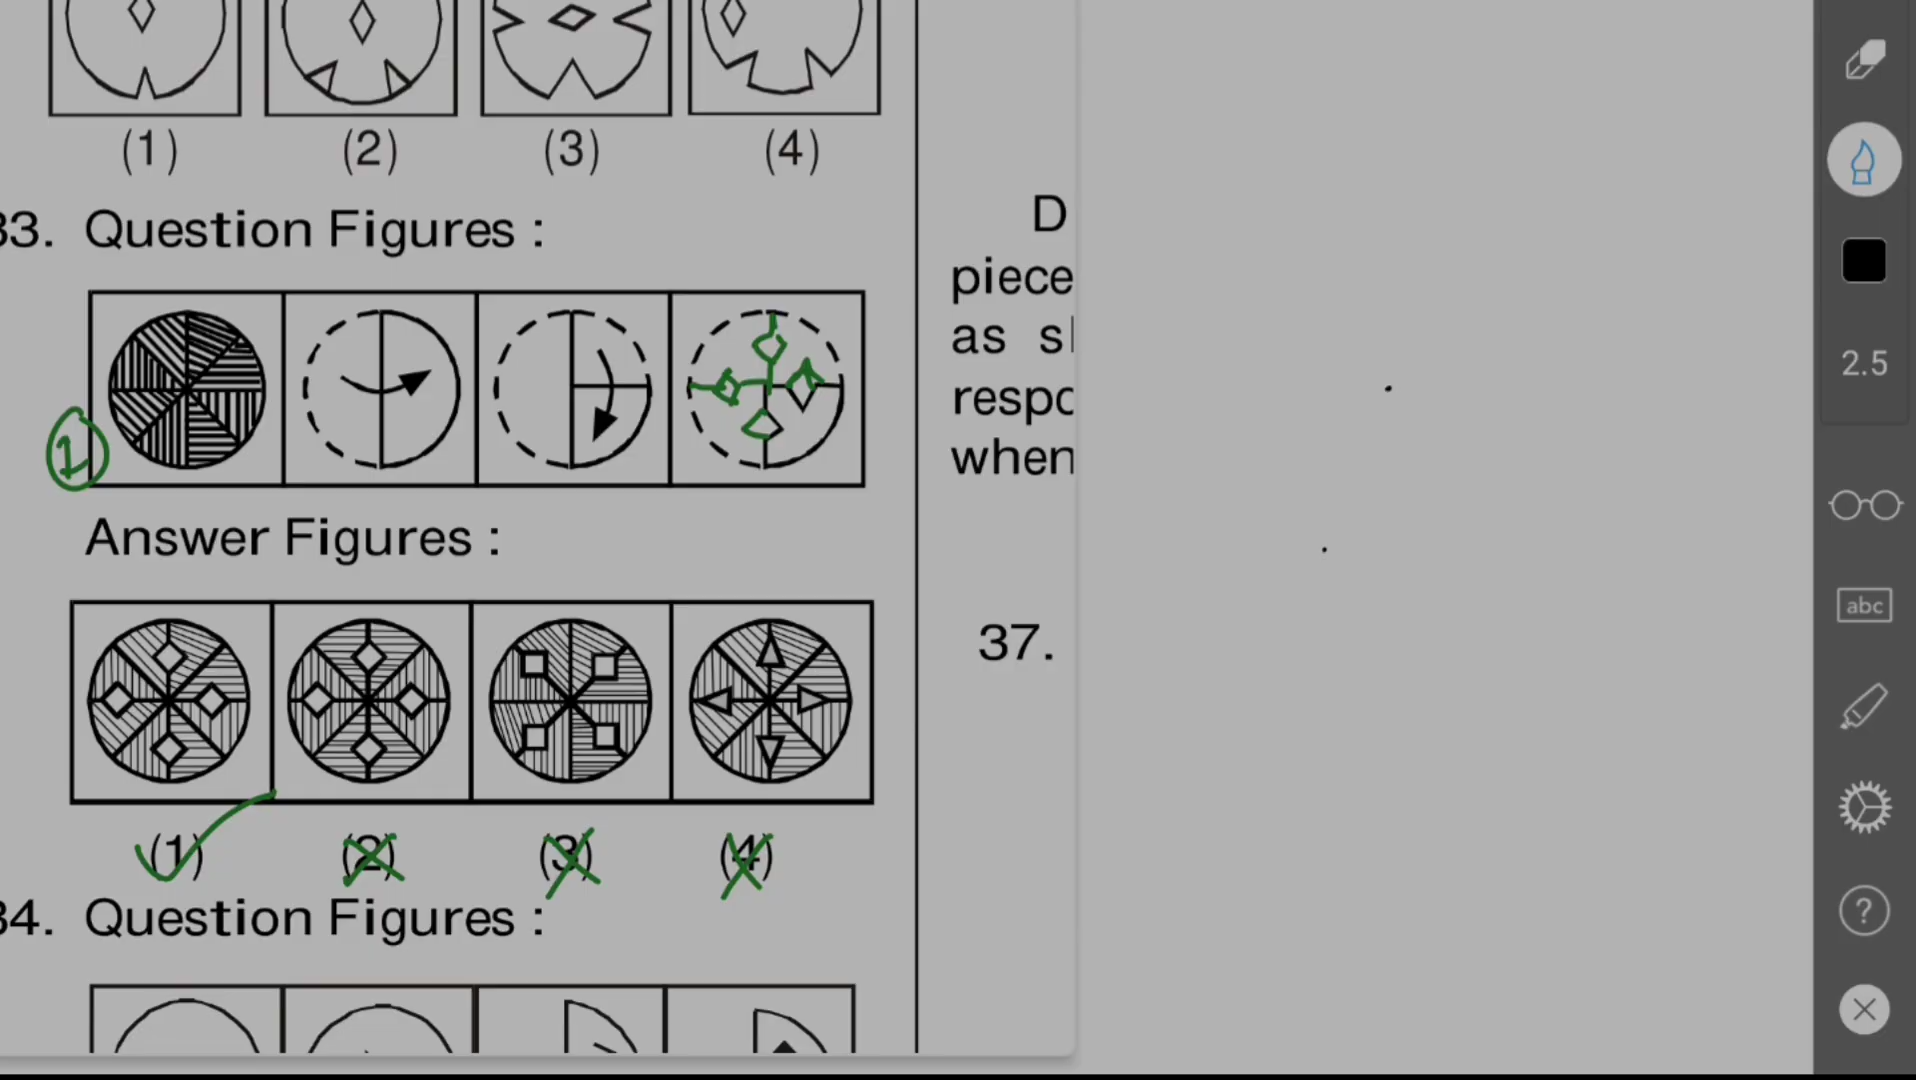 (1) (2) (3) (4)
33. Question Figures :
1
Answer Figures :
(1) (2) (3) (4)
34. Question Figures :
D
piece
as s
respo
when
37.
2.5
abc
?